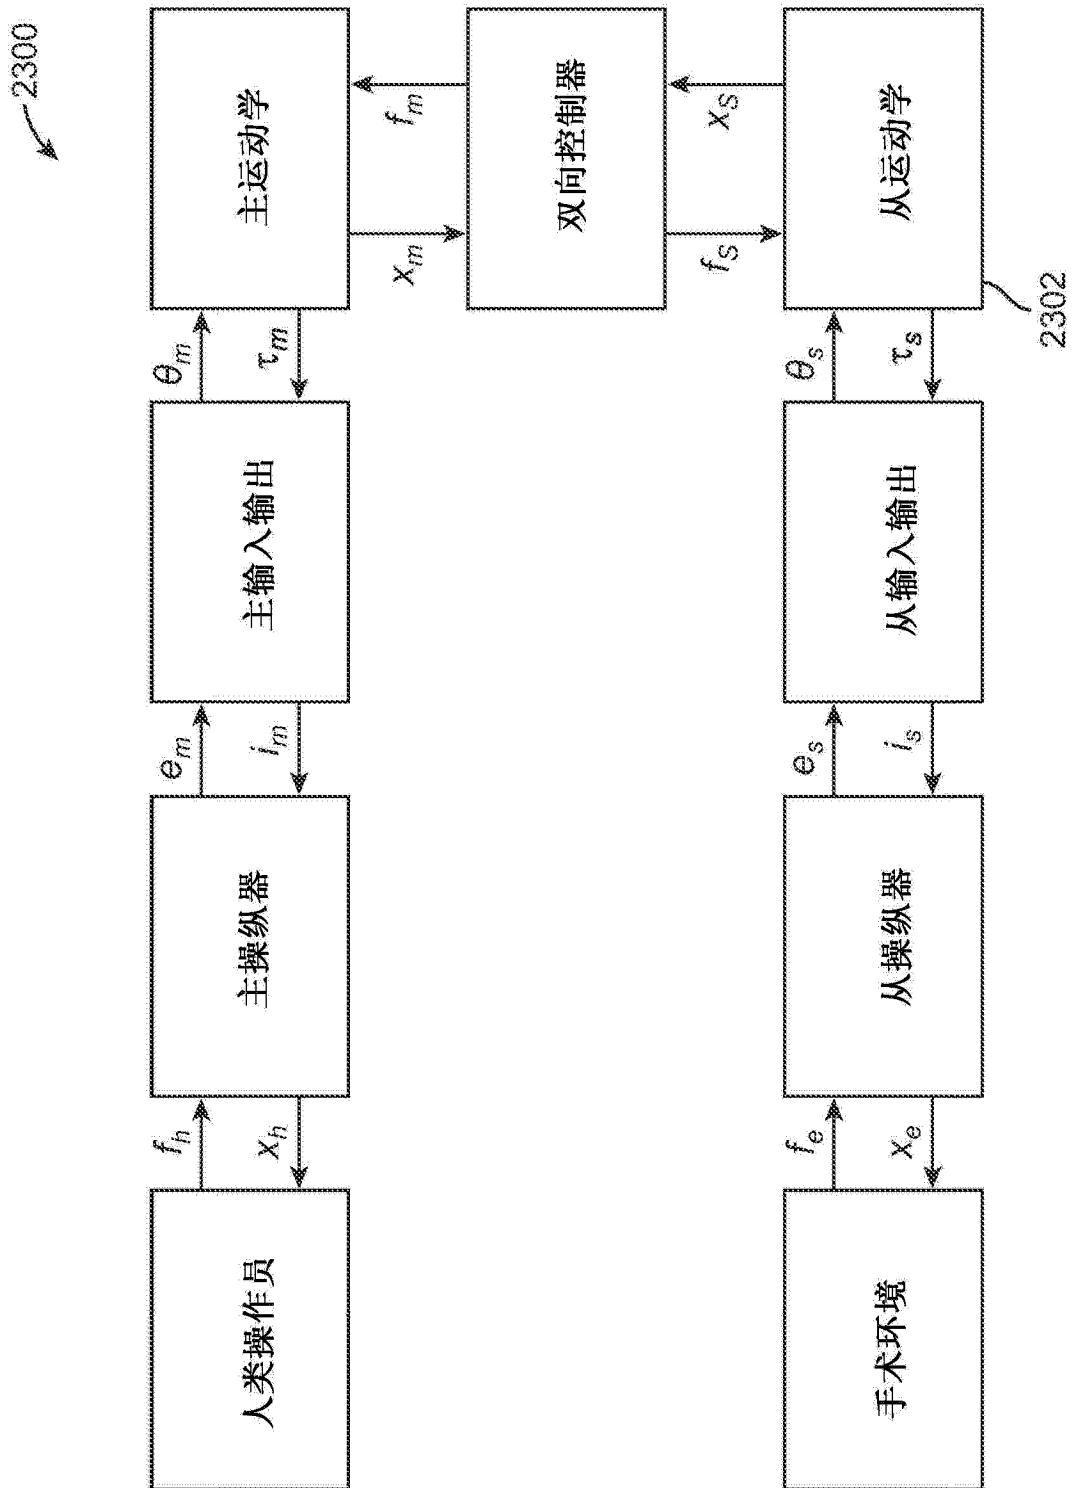 2300
人类操作员
f_h
x_h
主操纵器
e_m
i_m
主输入输出
θ_m
τ_m
主运动学
x_m
f_m
双向控制器
f_S
x_S
手术环境
f_e
x_e
从操纵器
e_s
i_s
从输入输出
θ_s
τ_s
从运动学
2302